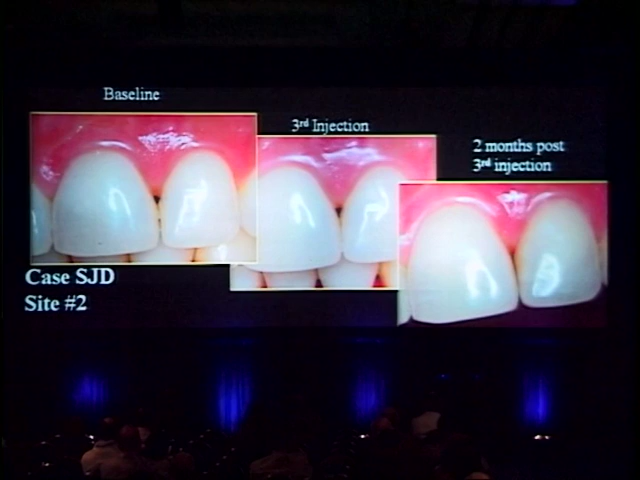 Baseline
3rd Injection
2 months post
3rd injection
Case SJD
Site #2